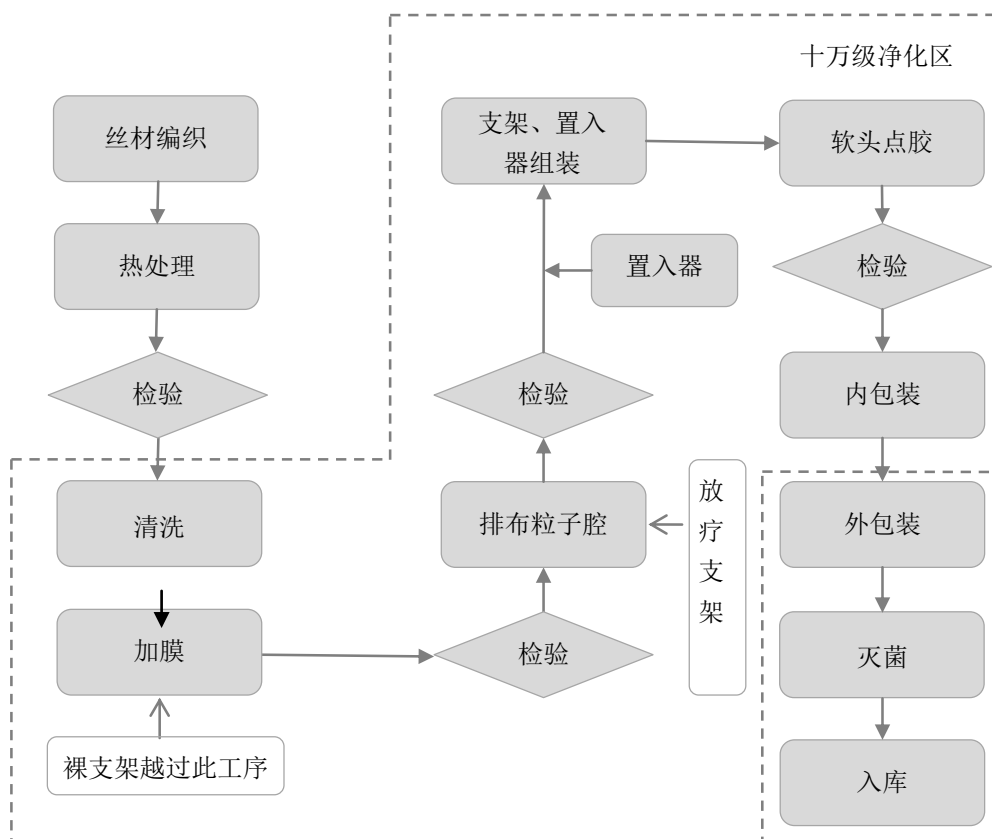 十万级净化区
丝材编织
热处理
检验
清洗
加膜
裸支架越过此工序
检验
排布粒子腔
放
疗
支
架
检验
置入器
支架、置入
器组装
软头点胶
检验
内包装
外包装
灭菌
入库